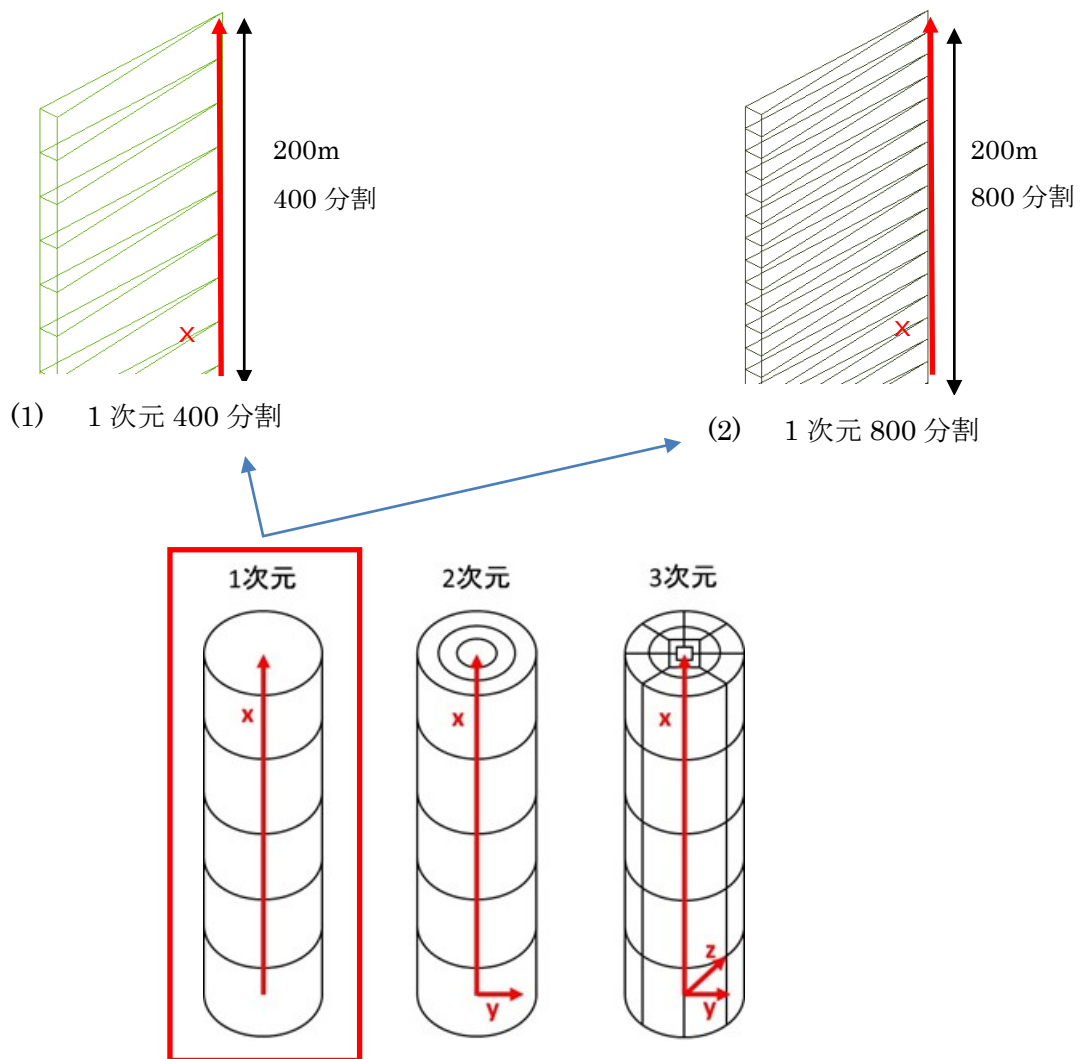 200m
400 分割
x
(1) 1 次元 400 分割
200m
800 分割
x
(2) 1 次元 800 分割
1次元
2次元
3次元
x
x
y
x
z
y